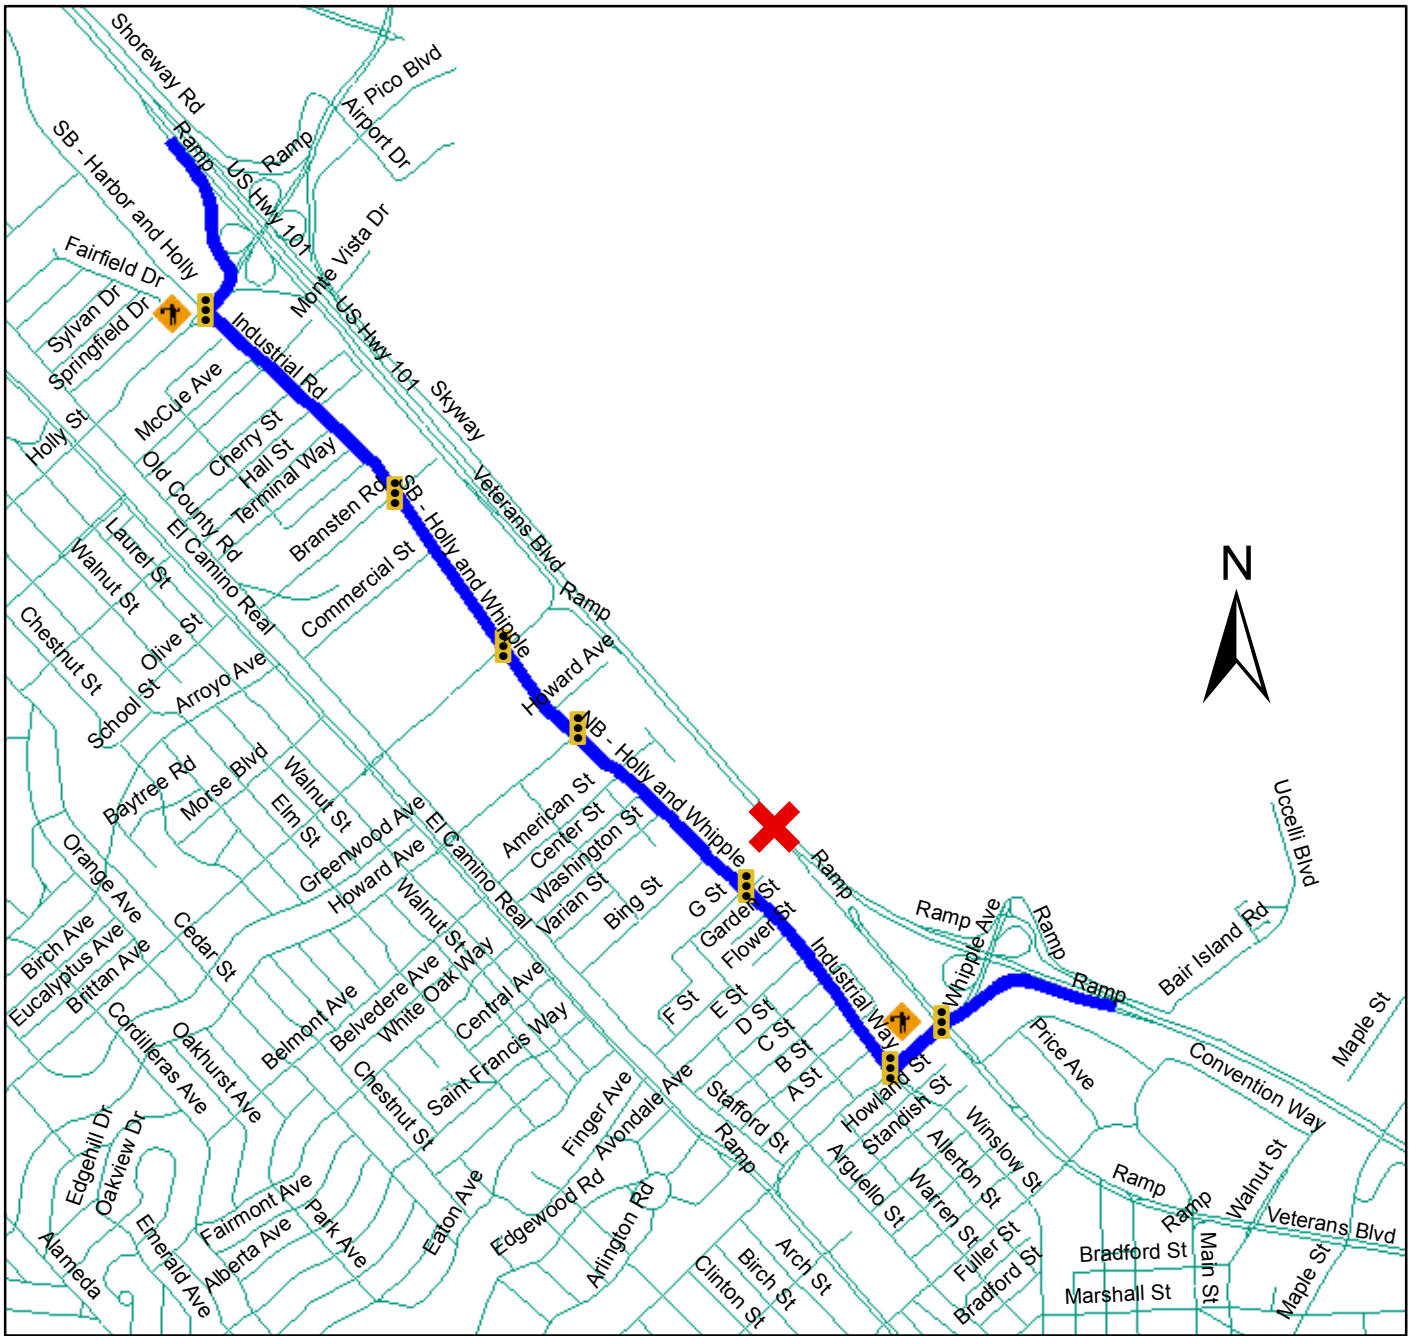 Shoreway Rd
Pico Blvd
Airport Dr
Ramp
Ramp
SB - Harbor and Holly
US Hwy 101
Monte Vista Dr
Fairfield Dr
Sylvan Dr
Springfield Dr
Industrial Rd
US Hwy 101
Skyway
McCue Ave
Holly St
Cherry St
Hall St
Terminal Way
Old County Rd
Bransten Rd
SB - Holly and Whipple
Veterans Blvd
El Camino Real
Laurel St
Walnut St
Commercial St
Ramp
N
Chestnut St
Olive St
School St
Arroyo Ave
Howard Ave
NB - Holly and Whipple
Baytree Rd
Morse Blvd
Walnut St
Elm St
American St
Center St
Washington St
Varian St
Bing St
Uccelli Blvd
Greenwood Ave
Howard Ave
El Camino Real
Orange Ave
Ramp
G St
Garden St
Flower St
Walnut St
Ramp
Whipple Ave
Ramp
Bair Island Rd
Birch Ave
Eucalyptus Ave
Brittan Ave
Cedar St
Belvedere Ave
White Oak Way
Central Ave
Industrial Way
Ramp
Cordilleras Ave
Oakhurst Ave
Belmont Ave
Saint Francis Way
F St
E St
D St
C St
B St
A St
Price Ave
Maple St
Convention Way
Chestnut St
Finger Ave
Avondale Ave
Stafford St
Howland St
Standish St
Winslow St
Edgehill Dr
Oakview Dr
Ramp
Arguello St
Allerton St
Warren St
Walnut St
Ramp
Ramp
Fairmont Ave
Alberta Ave
Park Ave
Eaton Ave
Edgewood Rd
Arlington Rd
Fuller St
Bradford St
Veterans Blvd
Alameda
Emerald Ave
Arch St
Birch St
Clinton St
Bradford St
Main St
Marshall St
Maple St